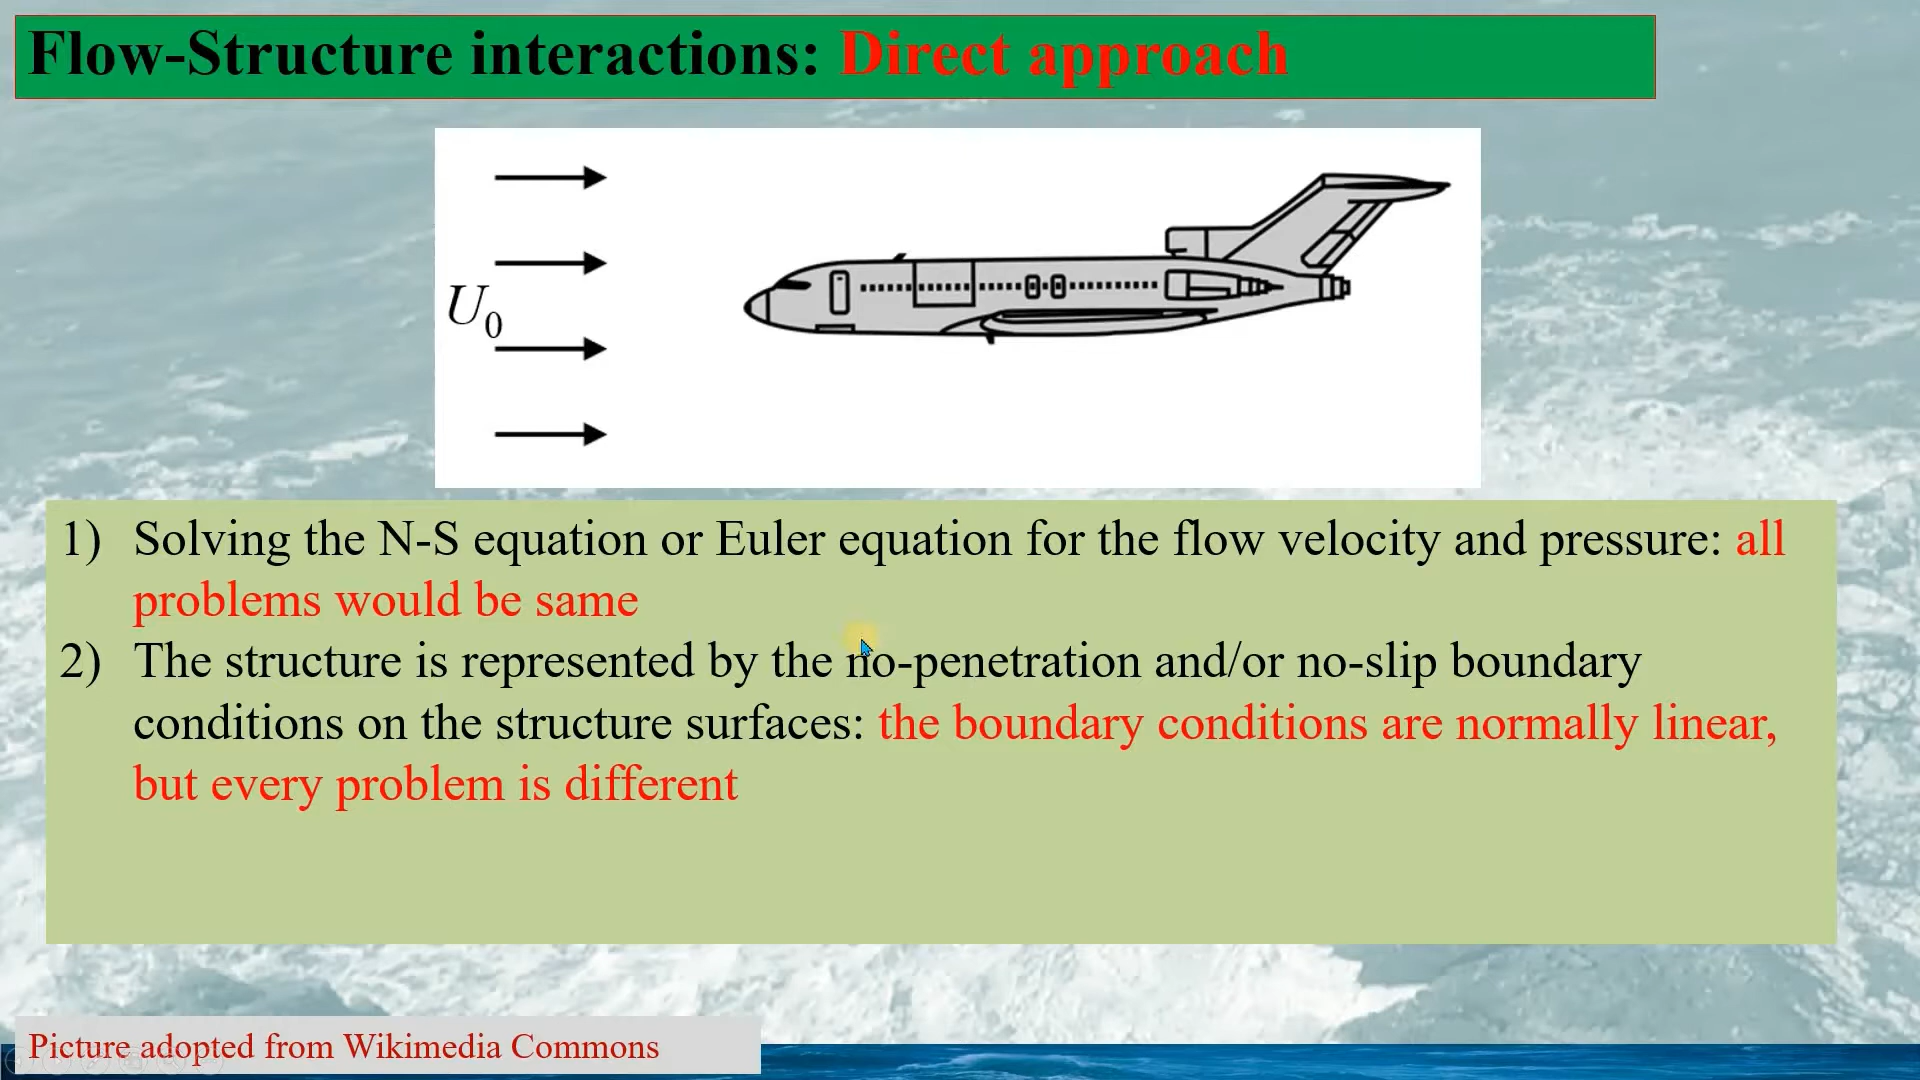 Flow-Structure interactions: Direct approach
U0
1) Solving the N-S equation or Euler equation for the flow velocity and pressure: all
problems would be same
2) The structure is represented by the no-penetration and/or no-slip boundary
conditions on the structure surfaces: the boundary conditions are normally linear,
but every problem is different
Picture adopted from Wikimedia Commons